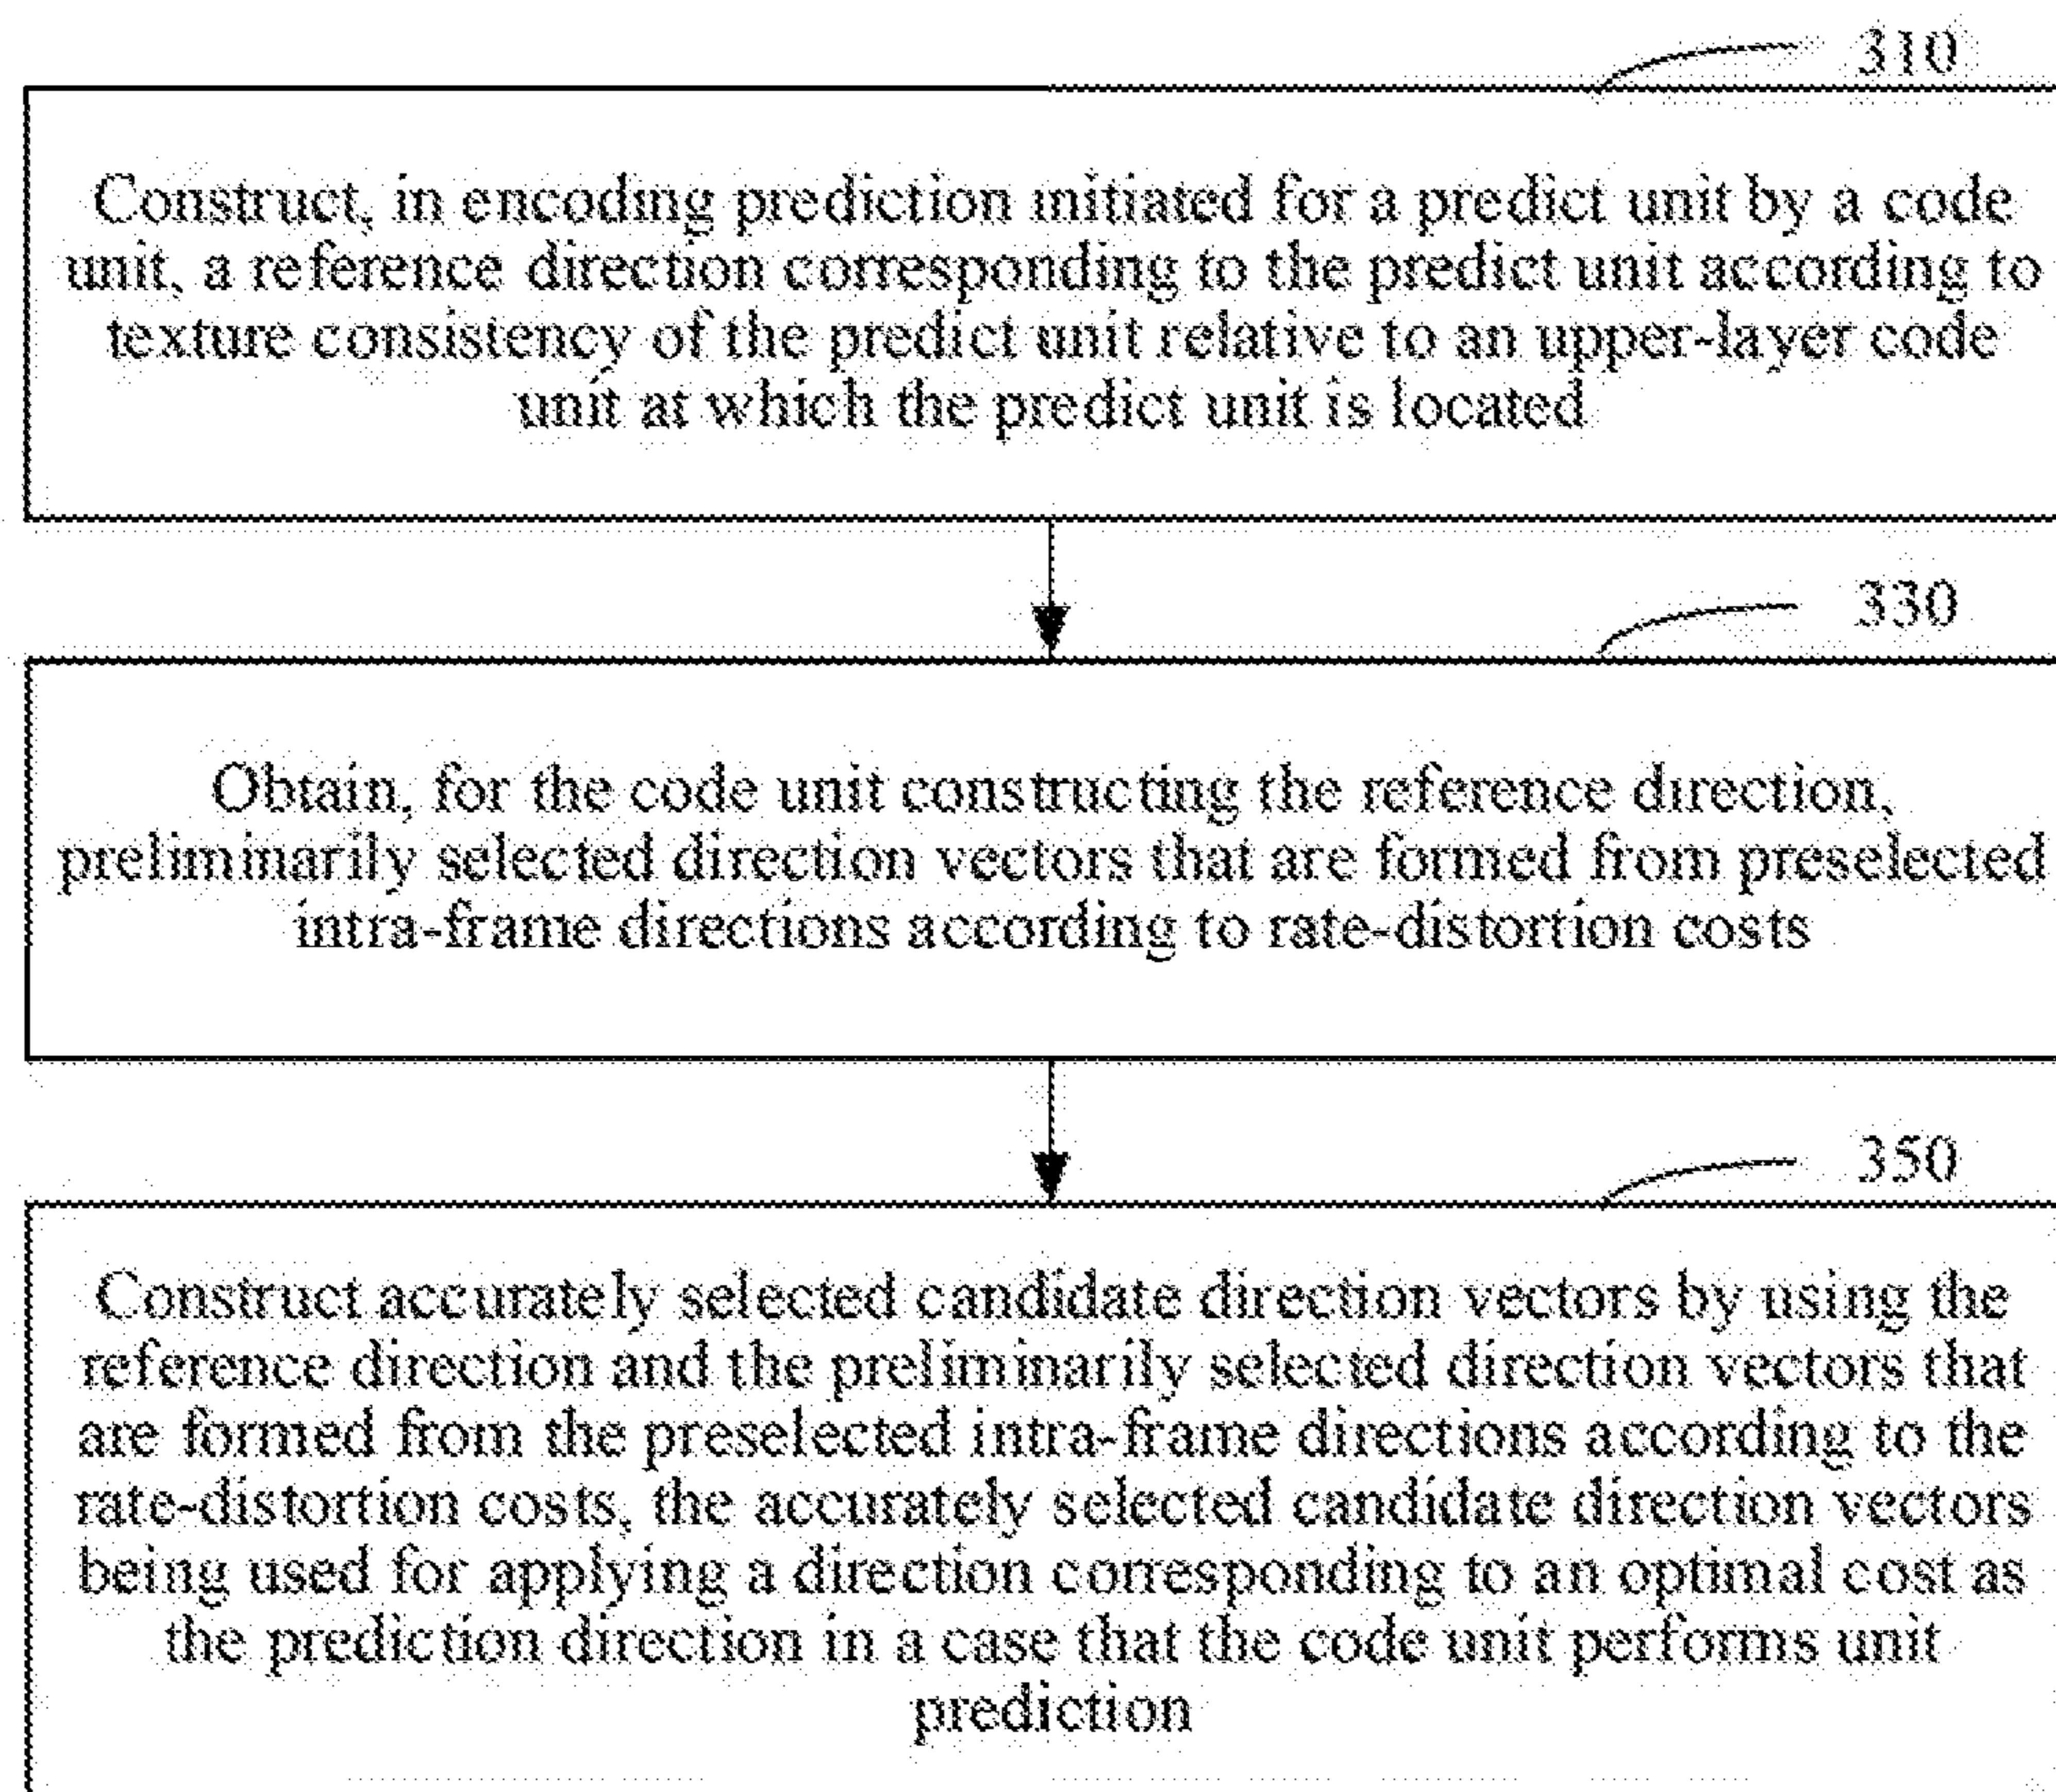 310
Construct, in encoding prediction initiated for a predict unit by a code
unit, a reference direction corresponding to the predict unit according to
texture consistency of the predict unit relative to an upper-layer code
unit at which the predict unit is located
330
Obtain, for the code unit constructing the reference direction,
preliminarily selected direction vectors that are formed from preselected
intra-frame directions according to rate-distortion costs
350
Construct accurately selected candidate direction vectors by using the
reference direction and the preliminarily selected direction vectors that
are formed from the preselected intra-frame directions according to the
rate-distortion costs, the accurately selected candidate direction vectors
being used for applying a direction corresponding to an optimal cost as
the prediction direction in a case that the code unit performs unit
prediction